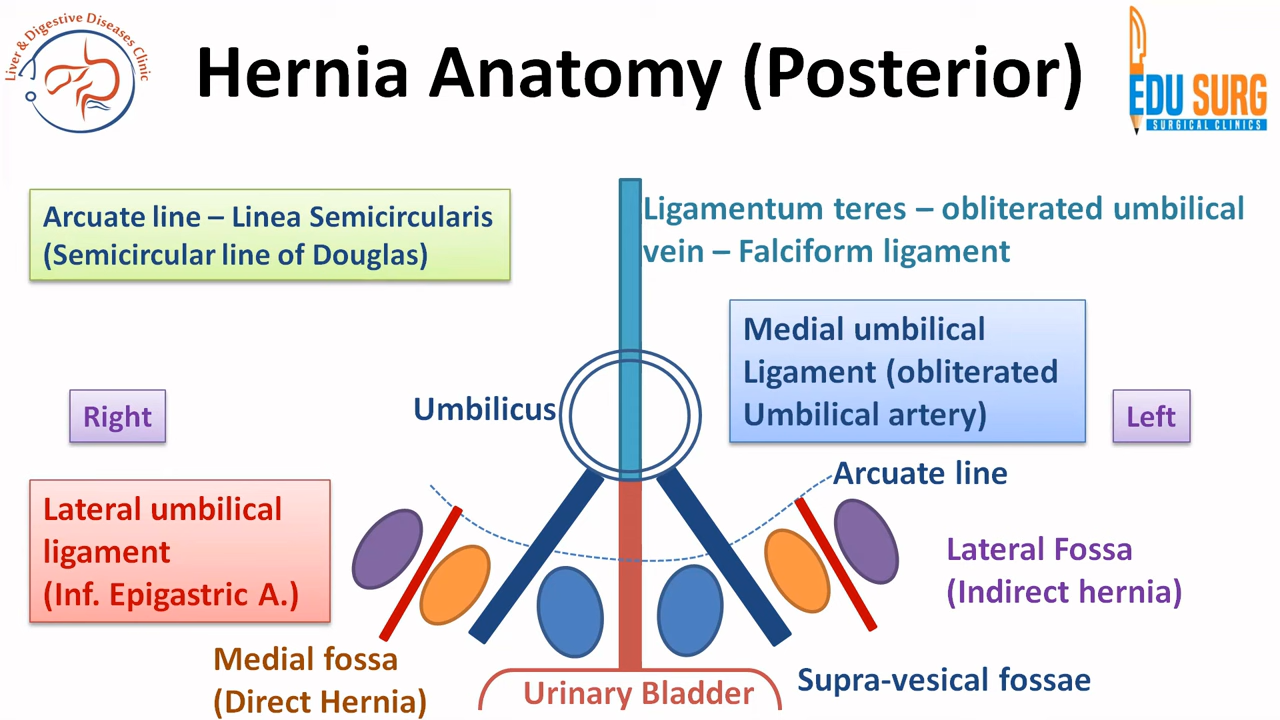 Liver & Digestive Diseases Clinic
Hernia Anatomy (Posterior)
EDU SURG
SURGICAL CLINICS
Arcuate line – Linea Semicircularis
(Semicircular line of Douglas)
Ligamentum teres – obliterated umbilical
vein – Falciform ligament
Medial umbilical
Ligament (obliterated
Umbilical artery)
Right
Umbilicus
Left
Arcuate line
Lateral umbilical
ligament
(Inf. Epigastric A.)
Lateral Fossa
(Indirect hernia)
Medial fossa
(Direct Hernia)
Urinary Bladder
Supra-vesical fossae